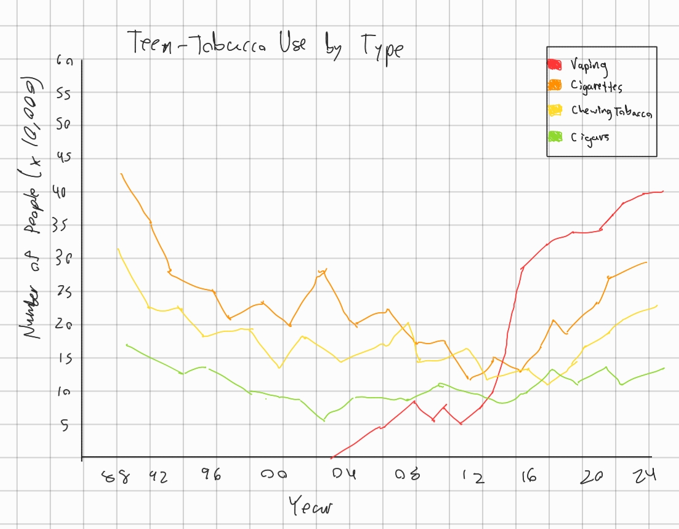 Teen-Tobacco Use by Type
Vaping
Cigarettes
Chewing Tobacco
Cigars
Number of People (x 10,000)
60
55
50
45
40
35
30
25
20
15
10
5
88 92 96 00 04 08 12 16 20 24
Year